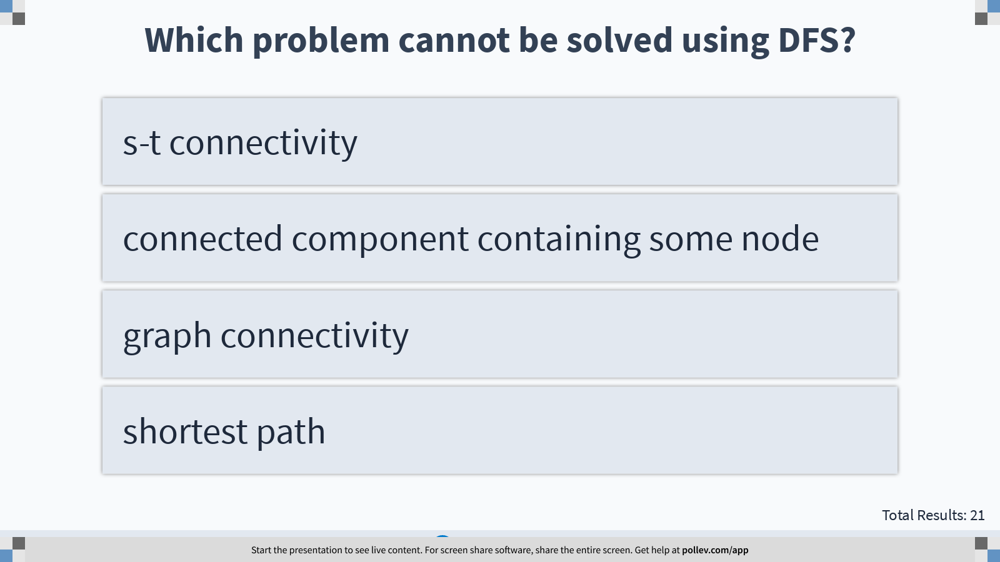 Which problem cannot be solved using DFS?
s-t connectivity
connected component containing some node
graph connectivity
shortest path
Total Results: 21
Start the presentation to see live content. For screen share software, share the entire screen. Get help at pollev.com/app